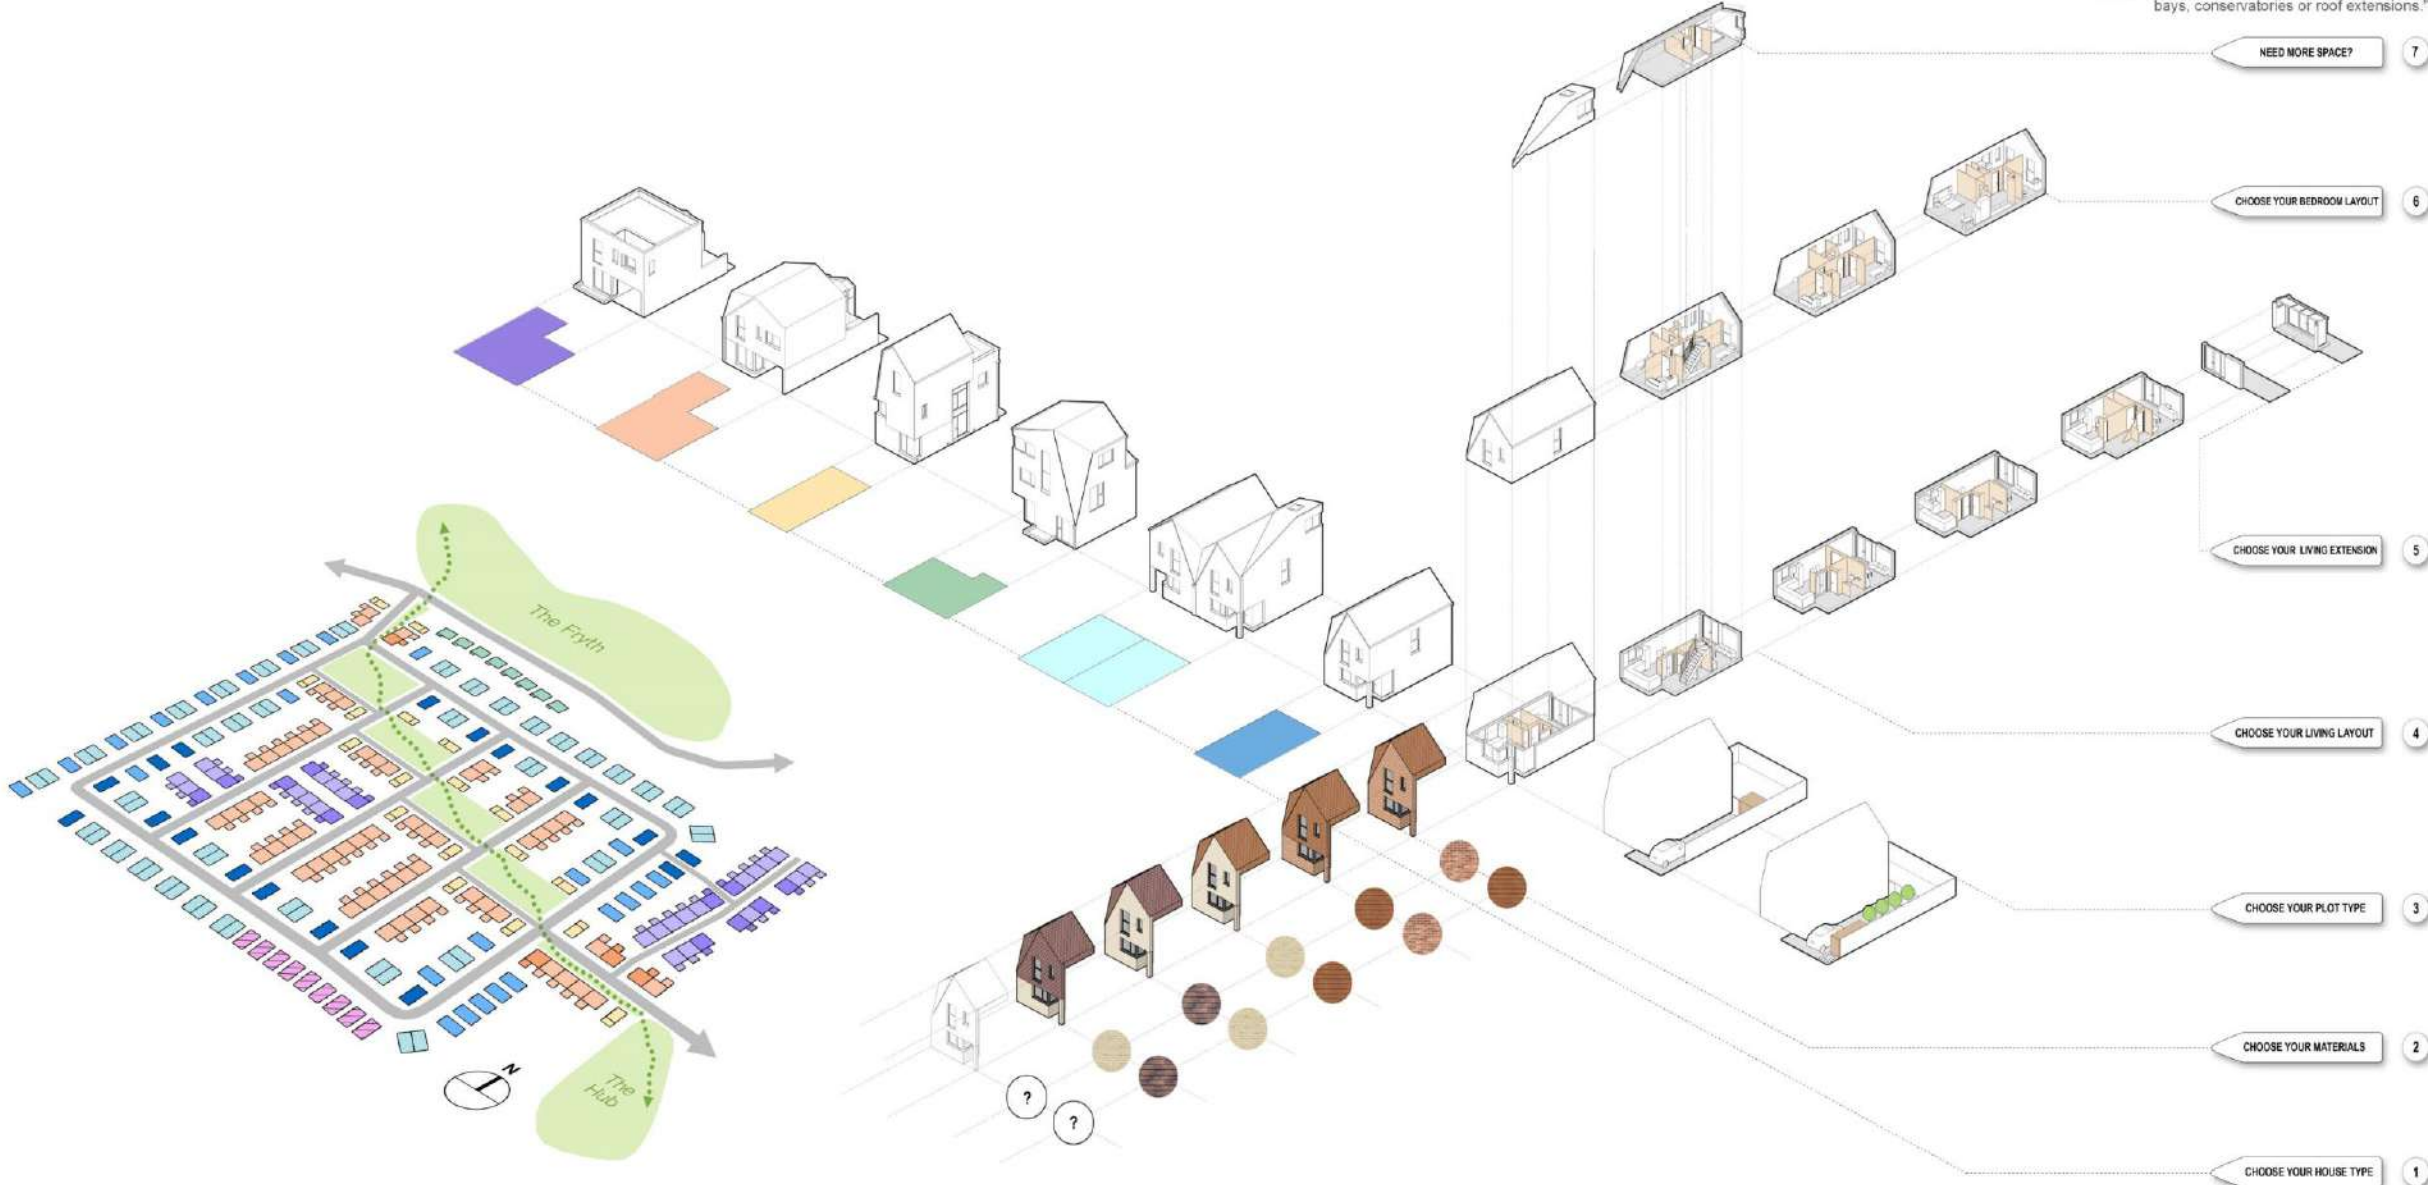 bays, conservatories or roof extensions."
NEED MORE SPACE? 7
CHOOSE YOUR BEDROOM LAYOUT 6
CHOOSE YOUR LIVING EXTENSION 5
CHOOSE YOUR LIVING LAYOUT 4
CHOOSE YOUR PLOT TYPE 3
CHOOSE YOUR MATERIALS 2
CHOOSE YOUR HOUSE TYPE 1
The Fryth
N
The
Hub
?
?